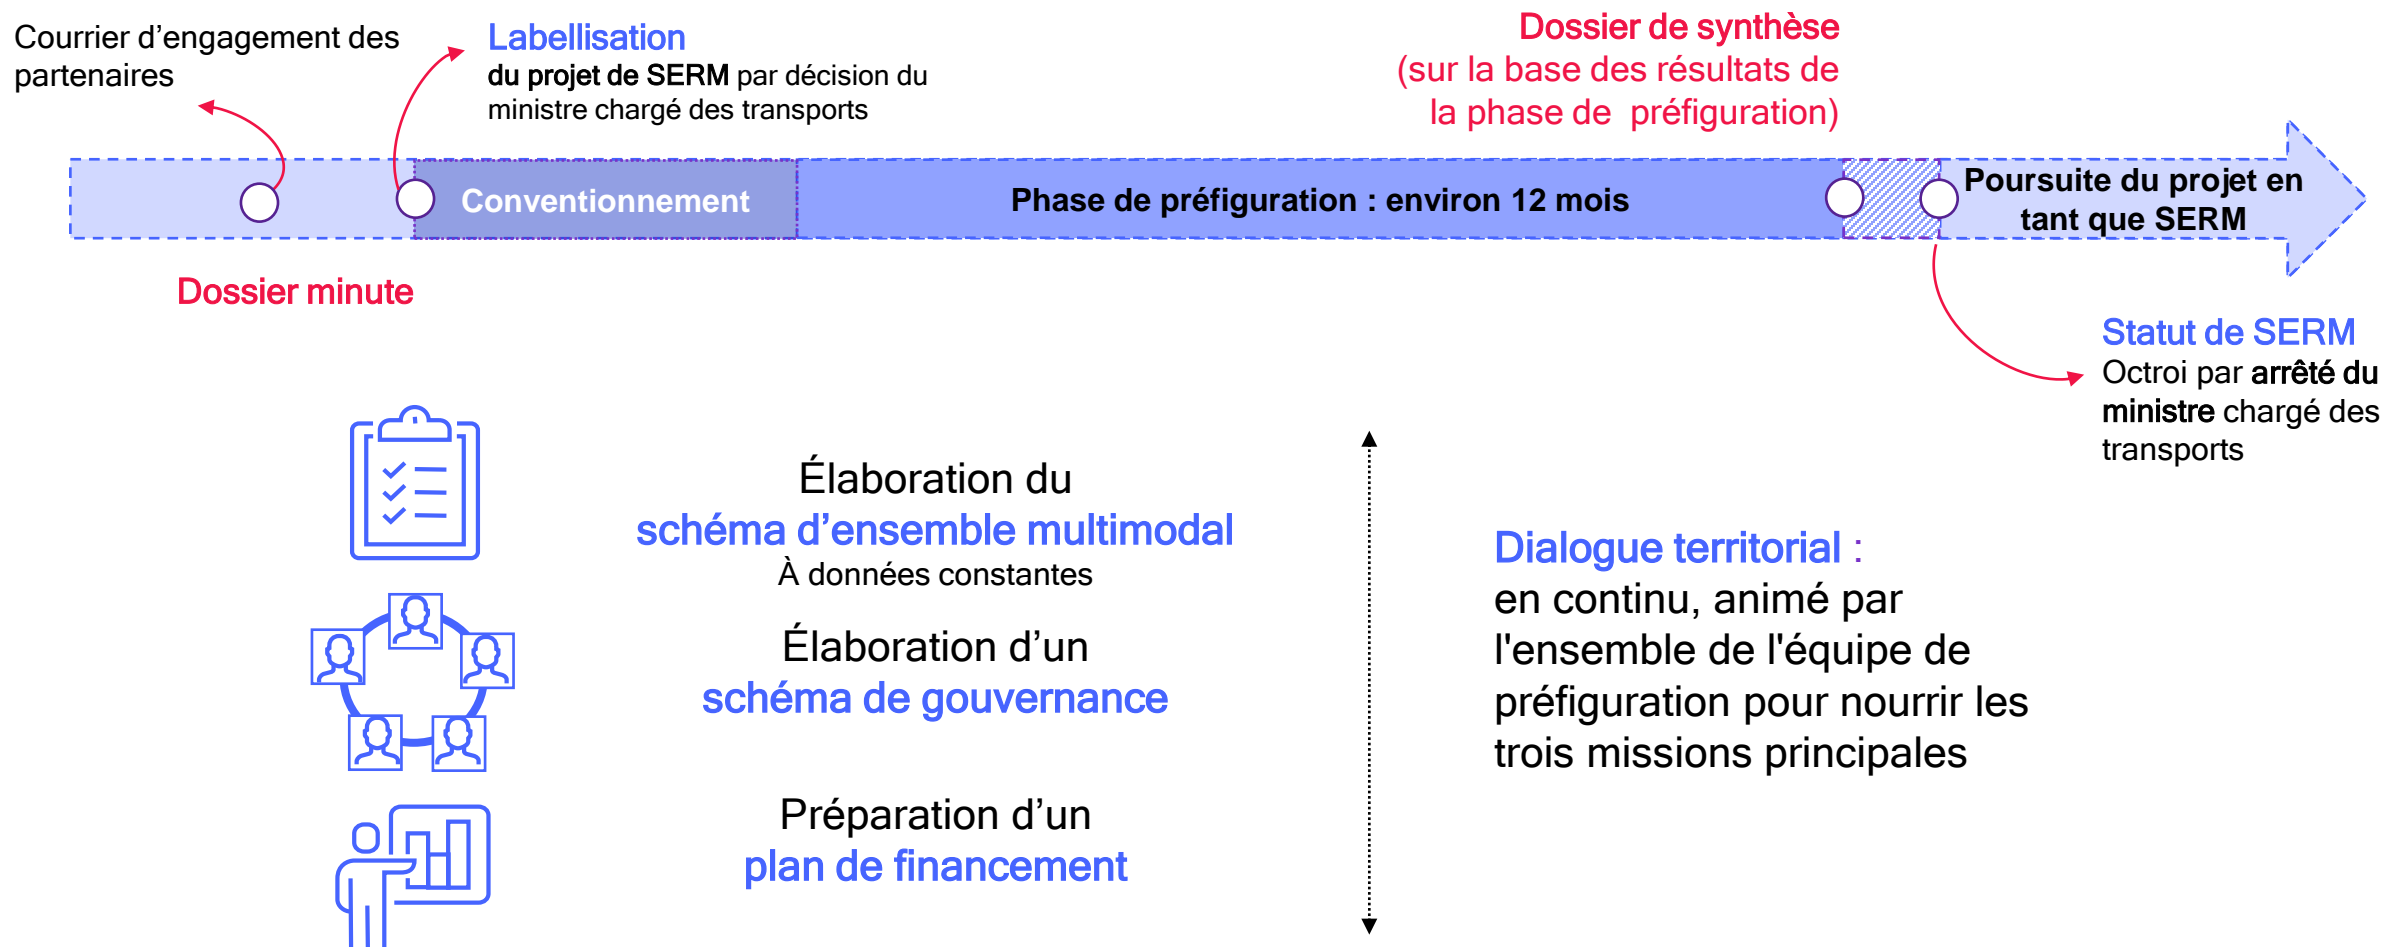 Courrier d’engagement des
partenaires
Labellisation
du projet de SERM par décision du
ministre chargé des transports
Dossier de synthèse
(sur la base des résultats de
la phase de  préfiguration)
Conventionnement
Phase de préfiguration : environ 12 mois
Poursuite du projet en
tant que SERM
Dossier minute
Statut de SERM
Octroi par arrêté du
ministre chargé des
transports
Élaboration du
schéma d’ensemble multimodal
À données constantes
Élaboration d’un
schéma de gouvernance
Préparation d’un
plan de financement
Dialogue territorial :
en continu, animé par
l'ensemble de l'équipe de
préfiguration pour nourrir les
trois missions principales